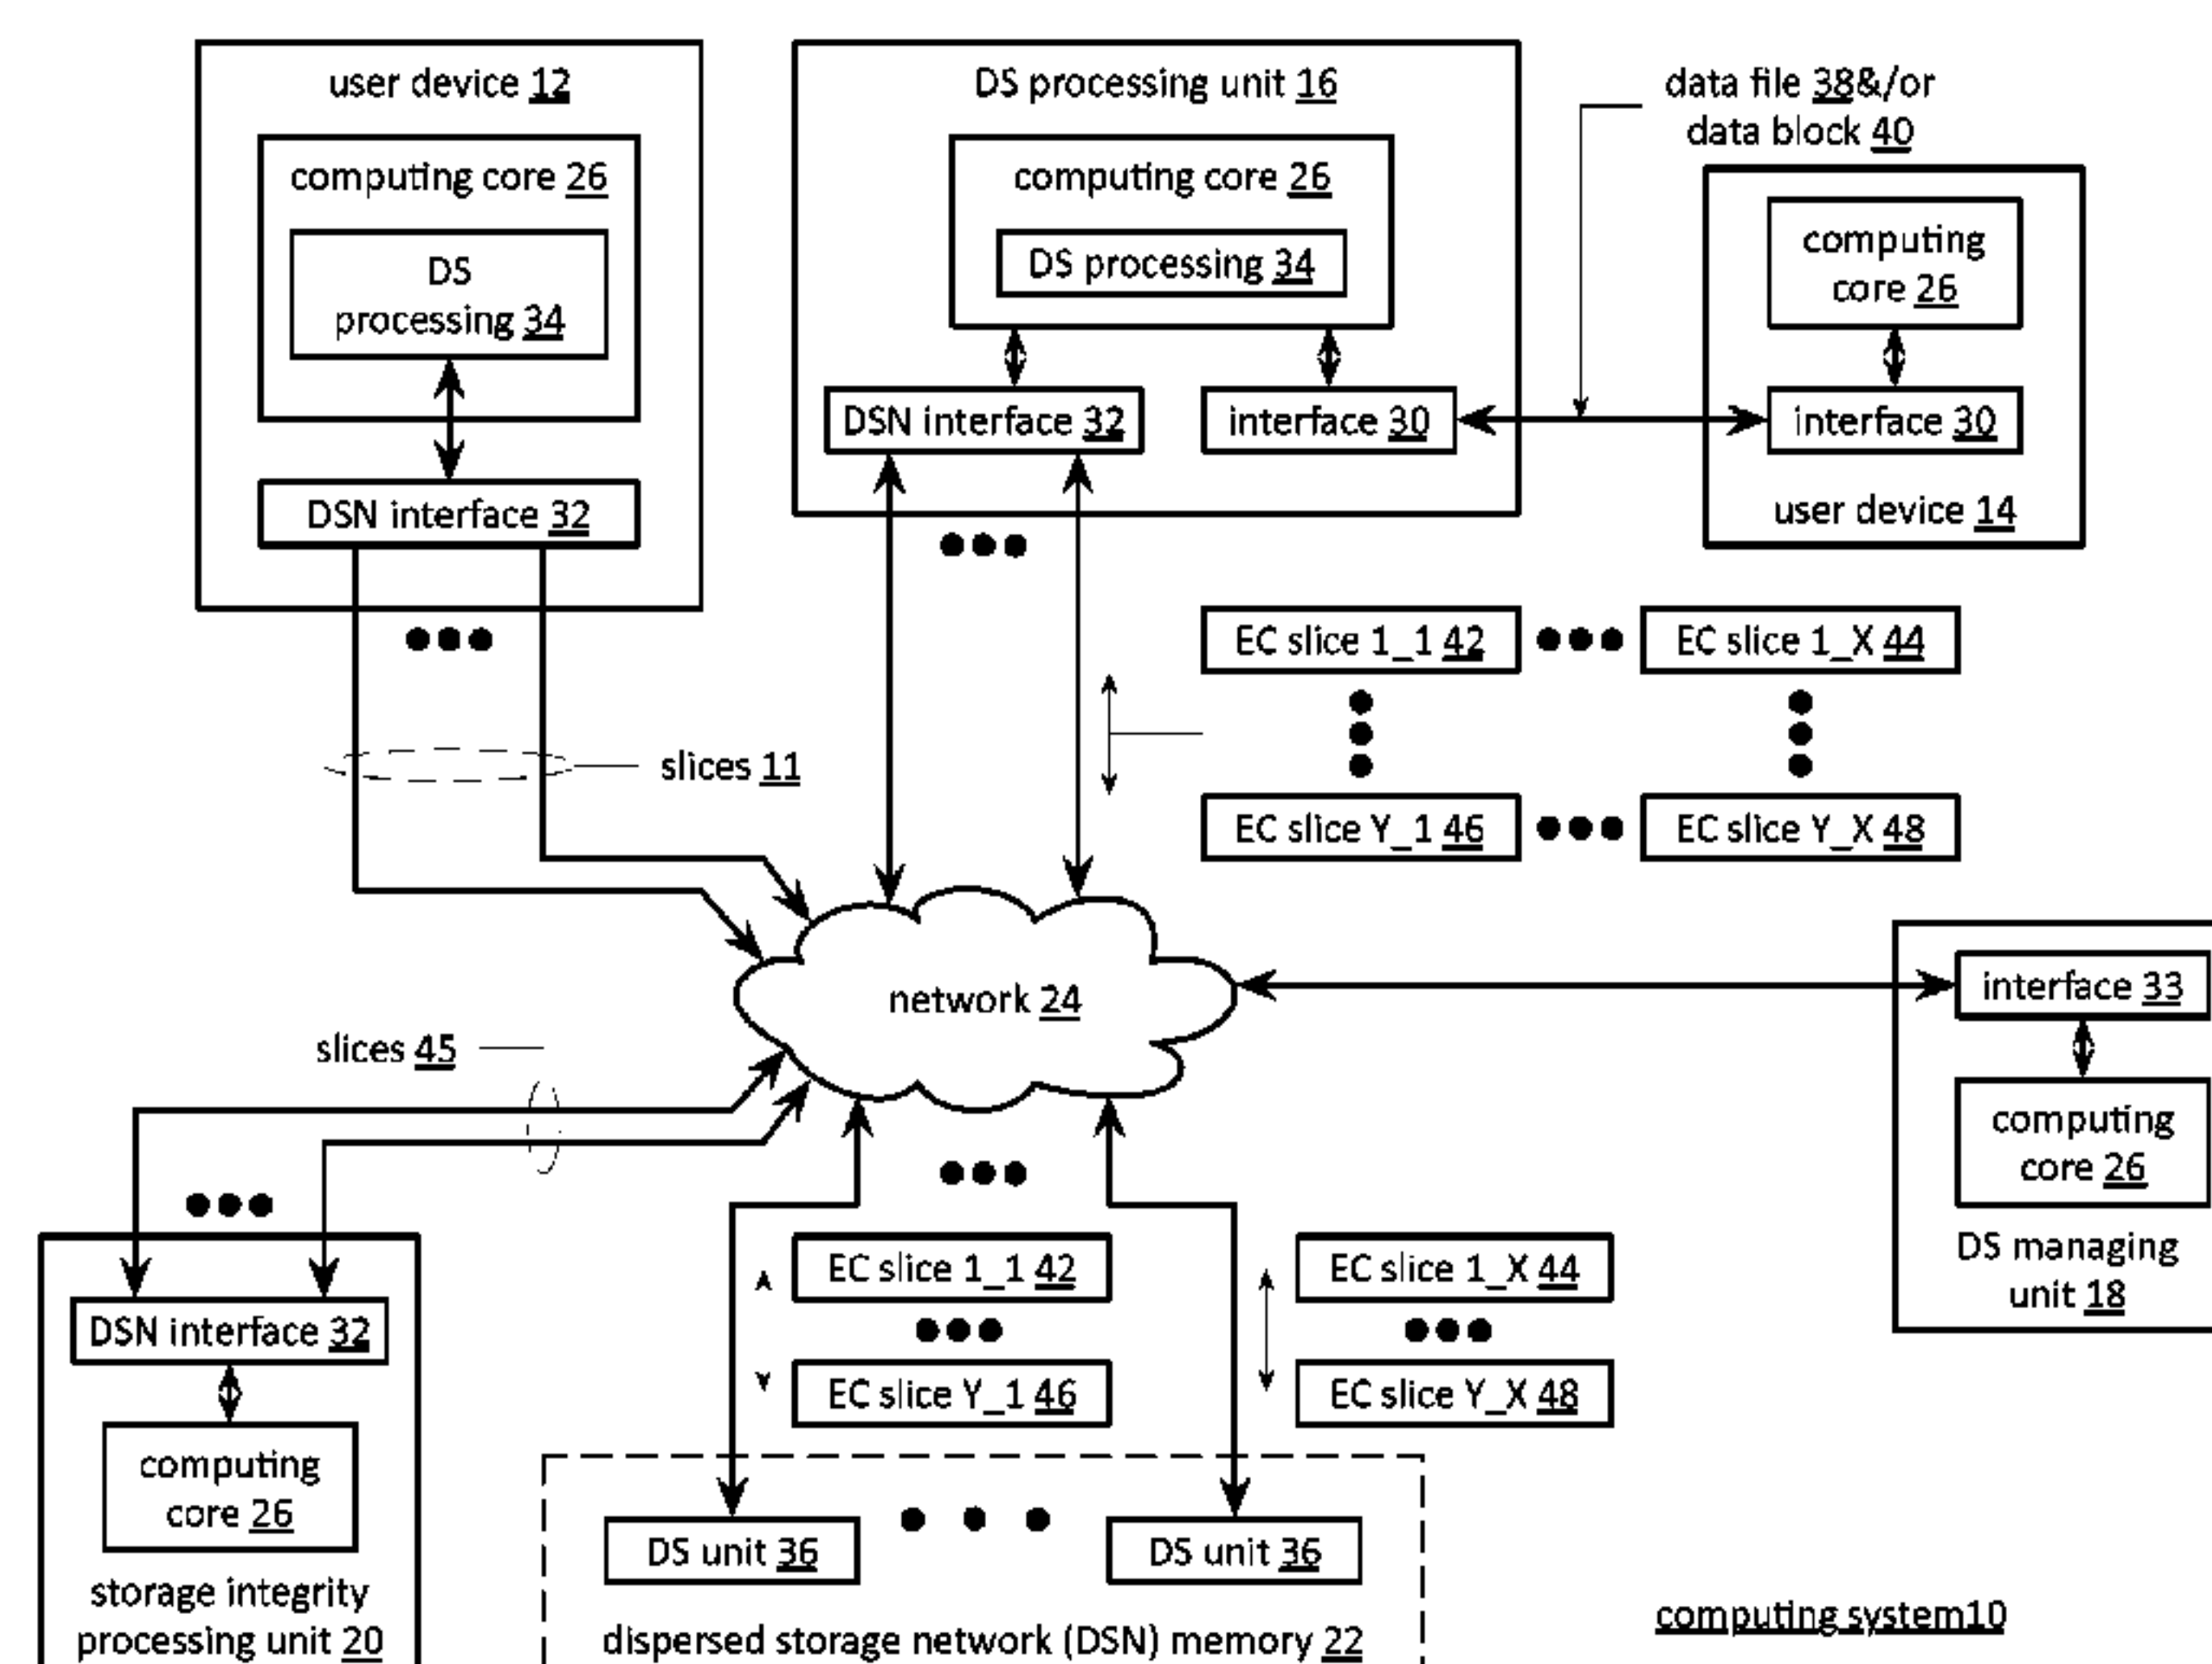 user device 12
computing core 26
DS
processing 34
DSN interface 32
slices 11
DS processing unit 16
computing core 26
DS processing 34
DSN interface 32
interface 30
data file 38&/or
data block 40
computing
core 26
interface 30
user device 14
EC slice 1_1 42
EC slice 1_X 44
EC slice Y_1 46
EC slice Y_X 48
network 24
interface 33
computing
core 26
DS managing
unit 18
slices 45
DSN interface 32
computing
core 26
storage integrity
processing unit 20
EC slice 1_1 42
EC slice 1_X 44
EC slice Y_1 46
EC slice Y_X 48
DS unit 36
DS unit 36
dispersed storage network (DSN) memory 22
computing system10